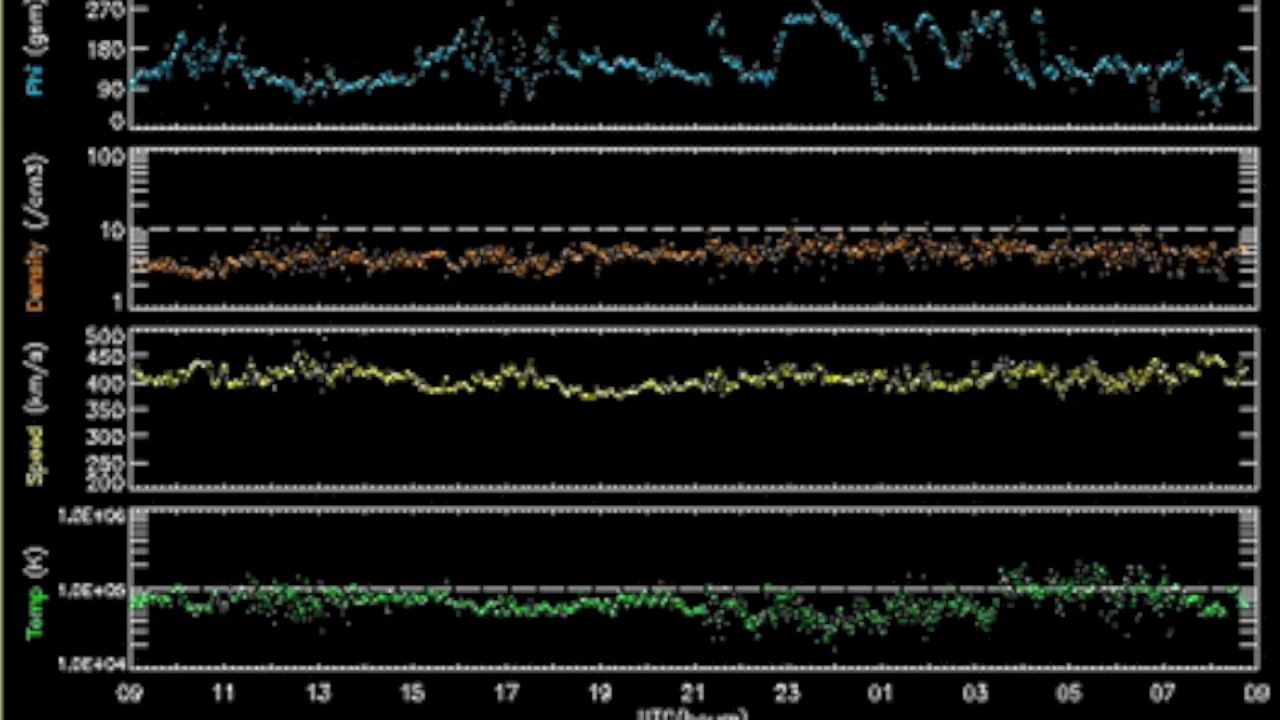 270
180
90
0
Phi (gsm)
100
10
1
Density (/cm3)
500
450
400
350
300
250
200
Speed (km/s)
1.0E+06
1.0E+05
1.0E+04
Temp (K)
09 11 13 15 17 19 21 23 01 03 05 07 09
UTC(hours)